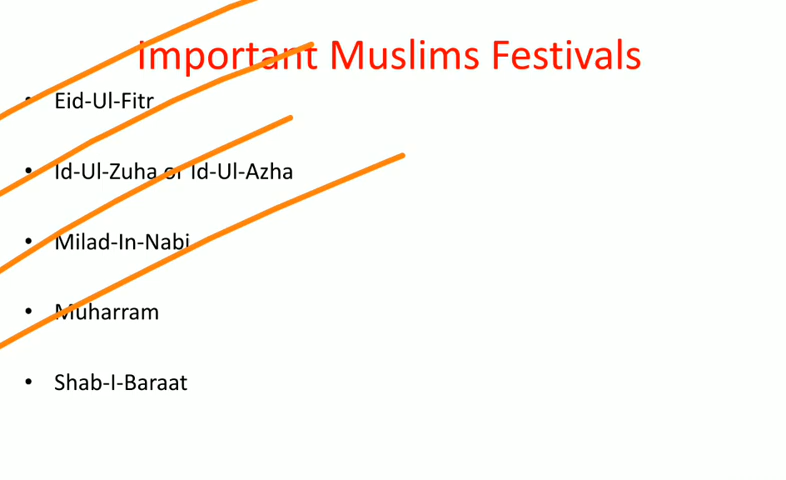 Important Muslims Festivals
• Eid-Ul-Fitr
• Id-Ul-Zuha or Id-Ul-Azha
• Milad-In-Nabi
• Muharram
• Shab-I-Baraat